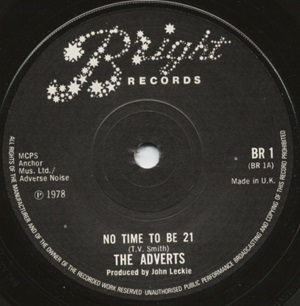 Bright
RECORDS
MCPS
Anchor
Mus. Ltd./
Adverse Noise
℗ 1978
BR 1
(BR 1A)
Made in U.K.
NO TIME TO BE 21
(T.V. Smith)
THE ADVERTS
Produced by John Leckie
ALL RIGHTS OF THE MANUFACTURER AND OF THE OWNER OF THE RECORDED WORK RESERVED UNAUTHORISED PUBLIC PERFORMANCE BROADCASTING AND COPYING OF THIS RECORD PROHIBITED